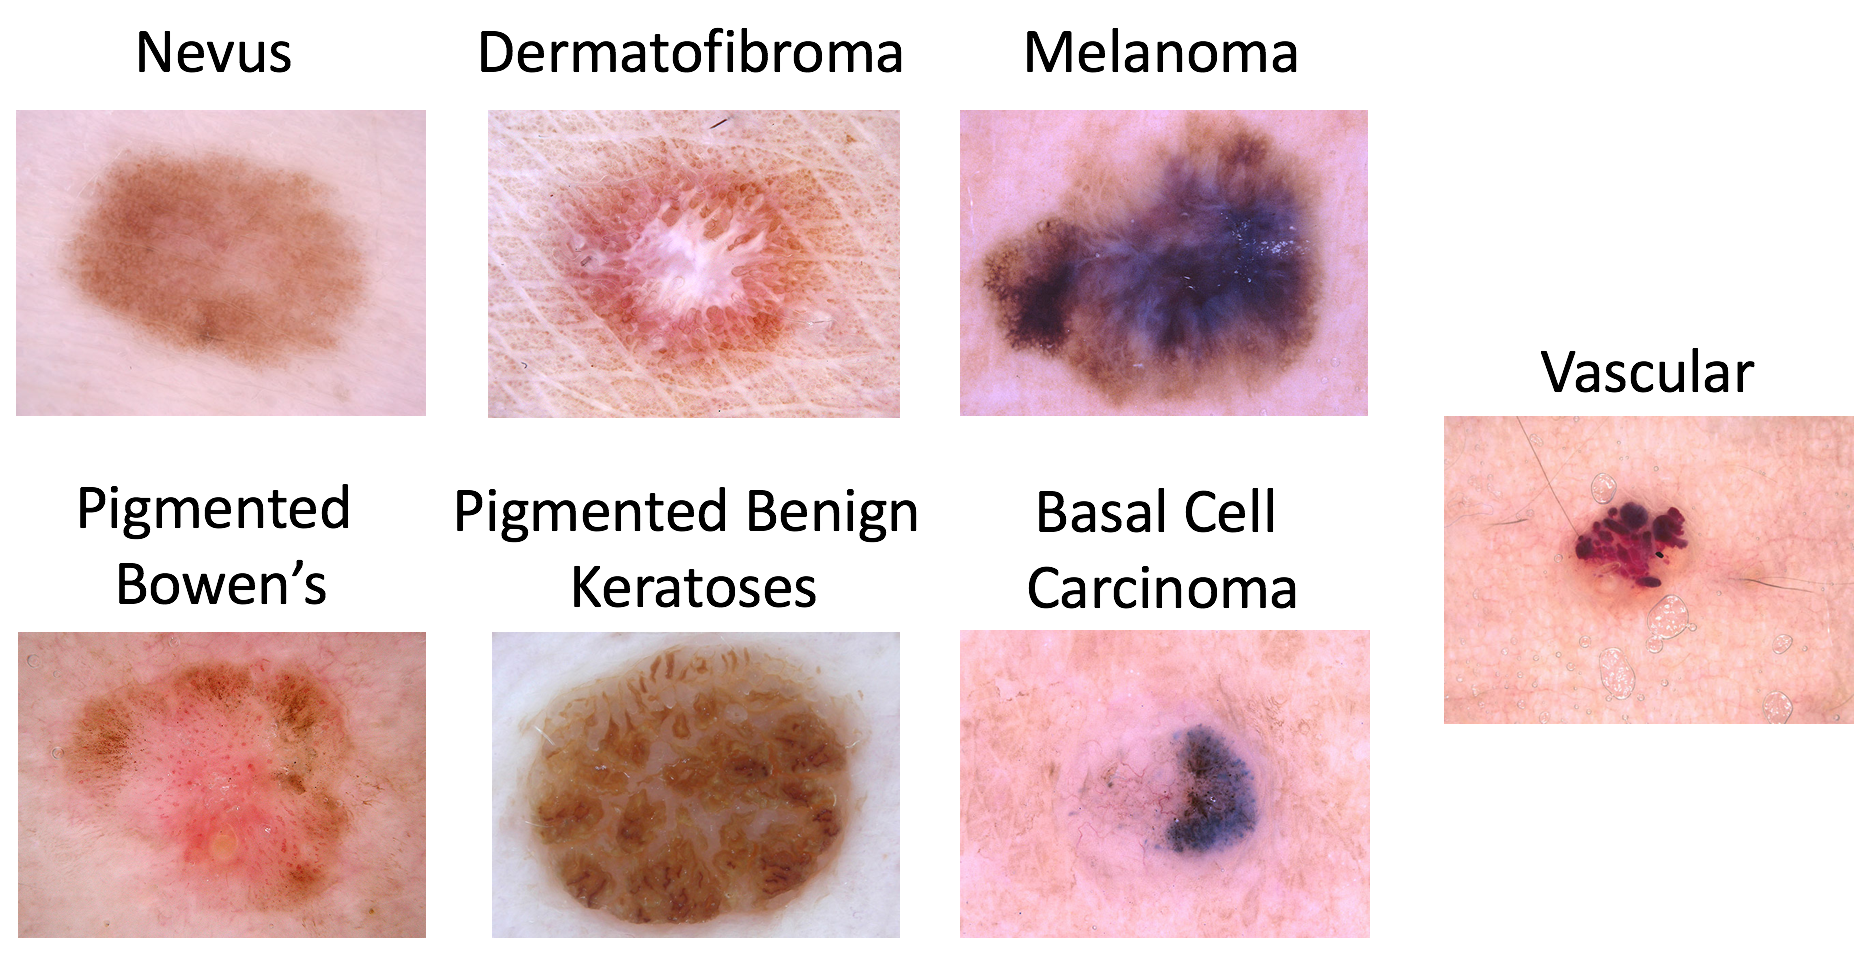 Nevus
Dermatofibroma
Melanoma
Vascular
Pigmented
Bowen’s
Pigmented Benign
Keratoses
Basal Cell
Carcinoma